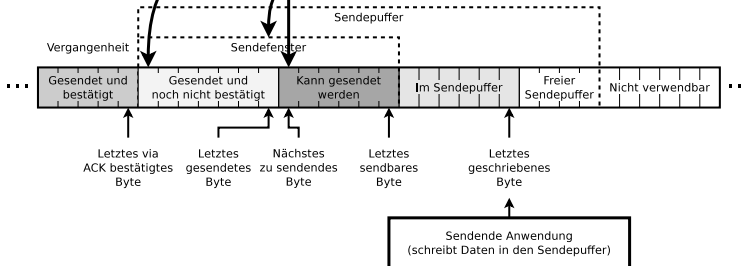 Sendepuffer
Vergangenheit
Sendefenster
Gesendet und
bestätigt
Gesendet und
noch nicht bestätigt
Kann gesendet
werden
Im Sendepuffer
Freier
Sendepuffer
Nicht verwendbar
Letztes via
ACK bestätigtes
Byte
Letztes
gesendetes
Byte
Nächstes
zu sendendes
Byte
Letztes
sendbares
Byte
Letztes
geschriebenes
Byte
Sendende Anwendung
(schreibt Daten in den Sendepuffer)